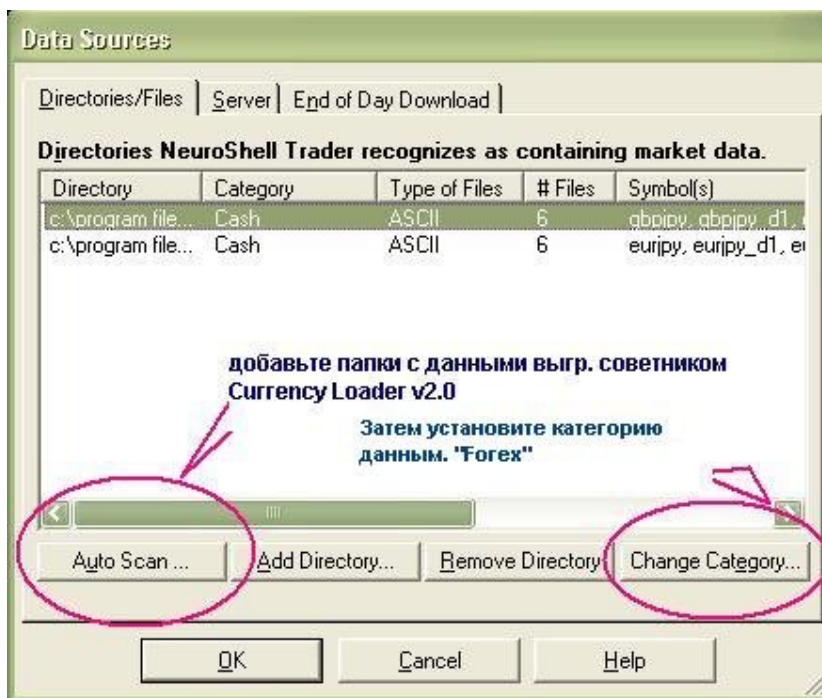 Data Sources
Directories/Files Server End of Day Download
Directories NeuroShell Trader recognizes as containing market data.
Directory Category Type of Files # Files Symbol(s)
c:\program file... Cash ASCII 6 gbpjpy, gbpjpy_d1,
c:\program file... Cash ASCII 6 eurjpy, eurjpy_d1,
добавьте папки с данными выгр. советником
Currency Loader v2.0
Затем установите категорию
данным. "Forex"
Auto Scan ... Add Directory... Remove Directory Change Category...
OK Cancel Help